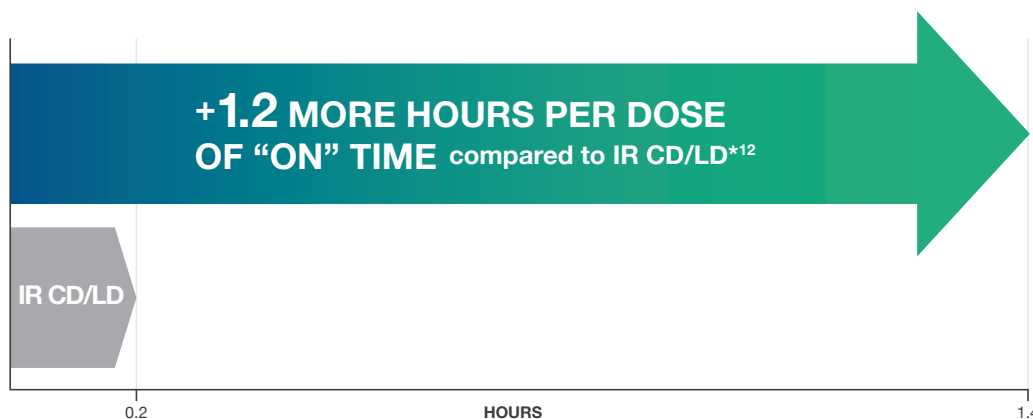 +1.2 MORE HOURS PER DOSE
OF “ON” TIME compared to IR CD/LD*12
IR CD/LD
0.2
HOURS